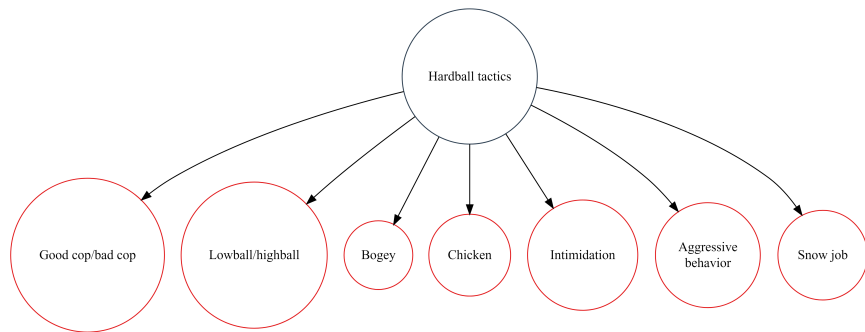 Hardball tactics
Good cop/bad cop
Lowball/highball
Bogey
Chicken
Intimidation
Aggressive
behavior
Snow job